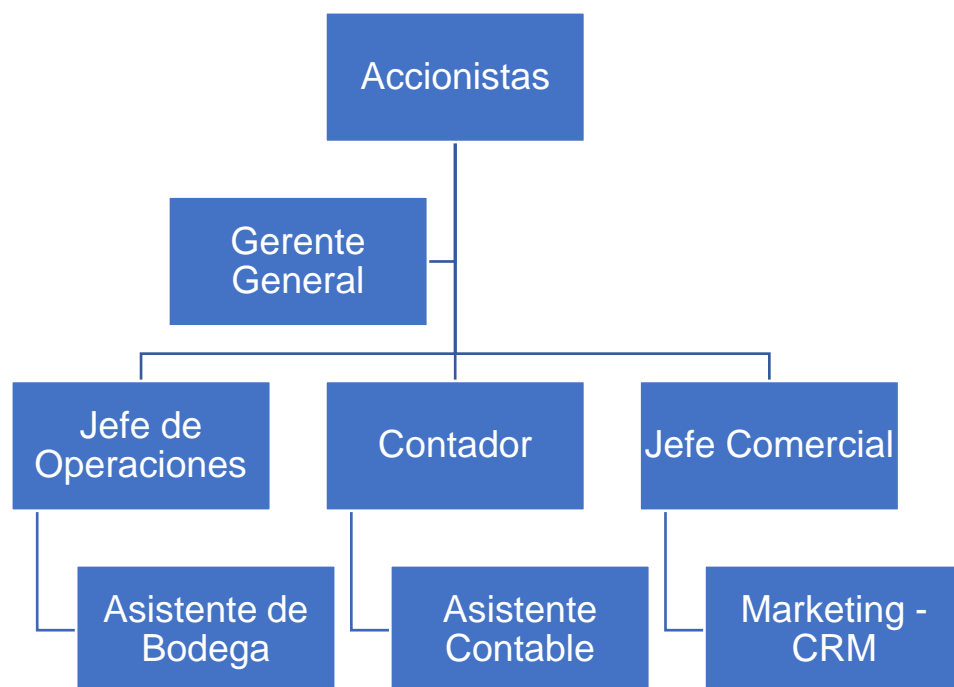 Accionistas
Gerente
General
Jefe de
Operaciones
Contador
Jefe Comercial
Asistente de
Bodega
Asistente
Contable
Marketing -
CRM